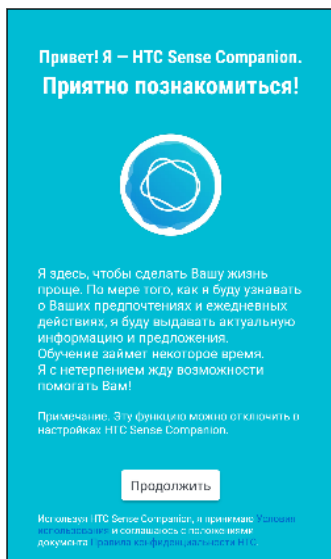 Привет! Я — HTC Sense Companion.
Приятно познакомиться!
Я здесь, чтобы сделать Вашу жизнь
проще. По мере того, как я буду узнавать
о Ваших предпочтениях и ежедневных
действиях, я буду выдавать актуальную
информацию и предложения.
Обучение займет некоторое время.
Я с нетерпением жду возможности
помогать Вам!
Примечание. Эту функцию можно отключить в
настройках HTC Sense Companion.
Продолжить
Используя HTC Sense Companion, я принимаю Условия
использования и соглашаюсь с положениями
документа Правила конфиденциальности HTC.